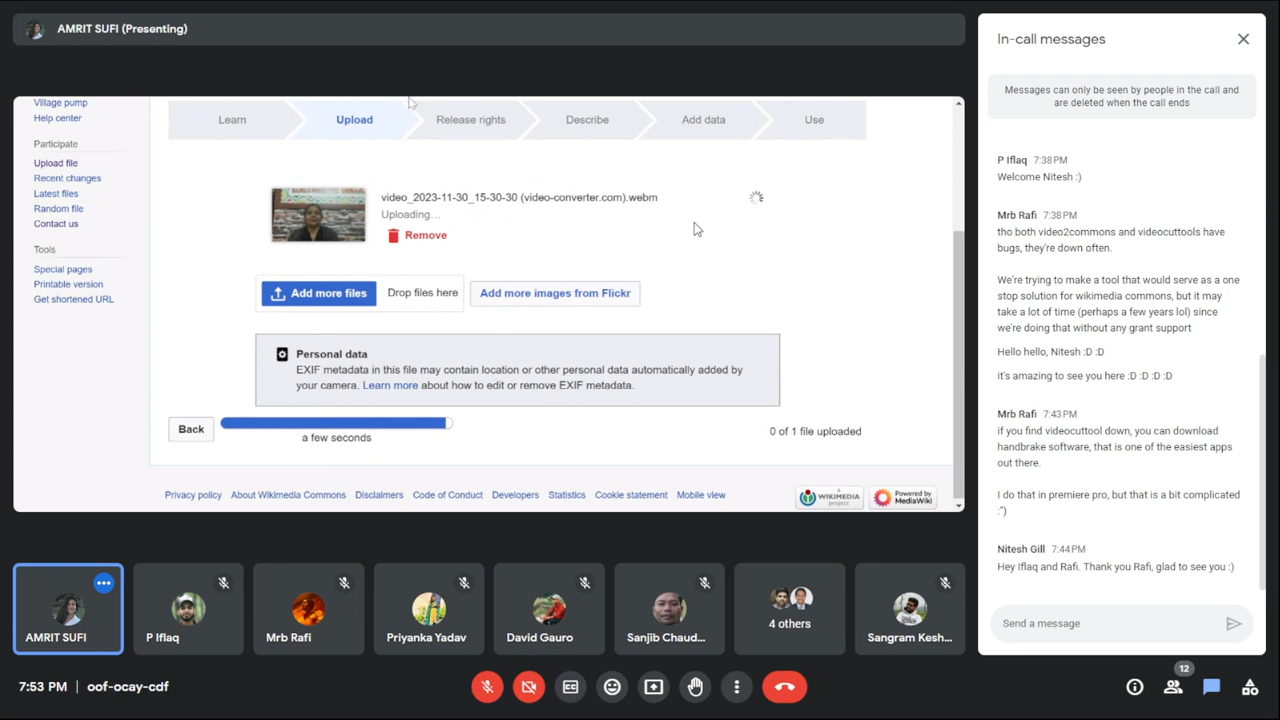 AMRIT SUFI (Presenting)
Village pump
Help center
Participate
Upload file
Recent changes
Latest files
Random file
Contact us
Tools
Special pages
Printable version
Get shortened URL
Learn
Upload
Release rights
Describe
Add data
Use
video_2023-11-30_15-30-30 (video-converter.com).webm
Uploading…
Remove
Add more files
Drop files here
Add more images from Flickr
Personal data
EXIF metadata in this file may contain location or other personal data automatically added by
your camera. Learn more about how to edit or remove EXIF metadata.
Back
a few seconds
0 of 1 file uploaded
Privacy policy About Wikimedia Commons Disclaimers Code of Conduct Developers Statistics Cookie statement Mobile view
a
WIKIMEDIA
project
Powered by
MediaWiki
In-call messages
Messages can only be seen by people in the call and
are deleted when the call ends
P Iflaq 7:38 PM
Welcome Nitesh :)
Mrb Rafi 7:38 PM
tho both video2commons and videocuttools have
bugs, they're down often.
We're trying to make a tool that would serve as a one
stop solution for wikimedia commons, but it may
take a lot of time (perhaps a few years lol) since
we're doing that without any grant support
Hello hello, Nitesh :D :D
it's amazing to see you here :D :D :D :D
Mrb Rafi 7:43 PM
if you find videocuttool down, you can download
handbrake software, that is one of the easiest apps
out there.
I do that in premiere pro, but that is a bit complicated
:")
Nitesh Gill 7:44 PM
Hey Iflaq and Rafi. Thank you Rafi, glad to see you :)
Send a message
AMRIT SUFI
P Iflaq
Mrb Rafi
Priyanka Yadav
David Gauro
Sanjib Chaud...
4 others
Sangram Kesh...
7:53 PM | oof-ocay-cdf
12